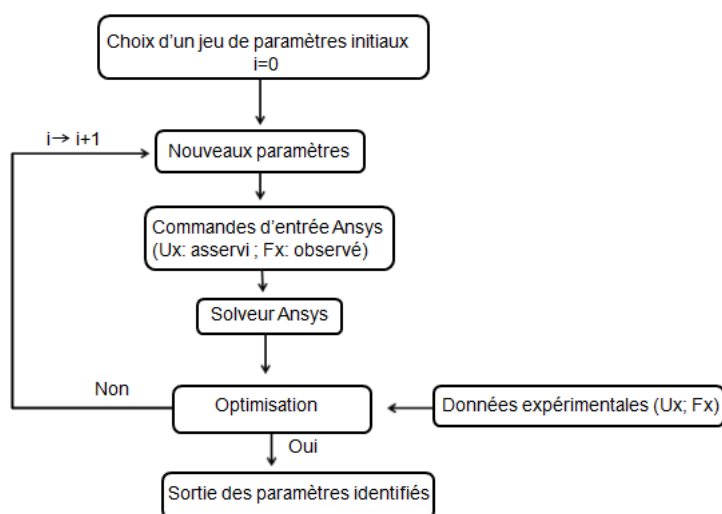 Choix d'un jeu de paramètres initiaux
i=0
i→ i+1
Nouveaux paramètres
Commandes d'entrée Ansys
(Ux: asservi ; Fx: observé)
Solveur Ansys
Non
Optimisation
Données expérimentales (Ux; Fx)
Oui
Sortie des paramètres identifiés